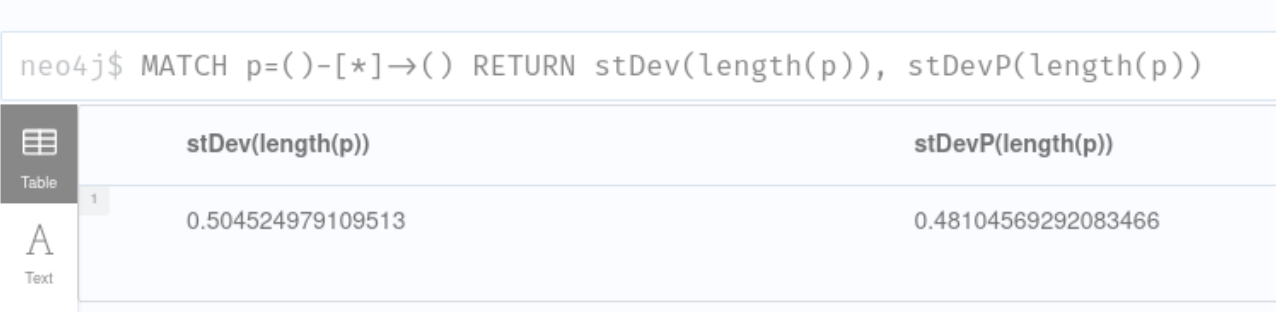 neo4j$ MATCH p=()-[*]->() RETURN stDev(length(p)), stDevP(length(p))
stDev(length(p)) stDevP(length(p))
Table
1
0.504524979109513 0.48104569292083466
A
Text